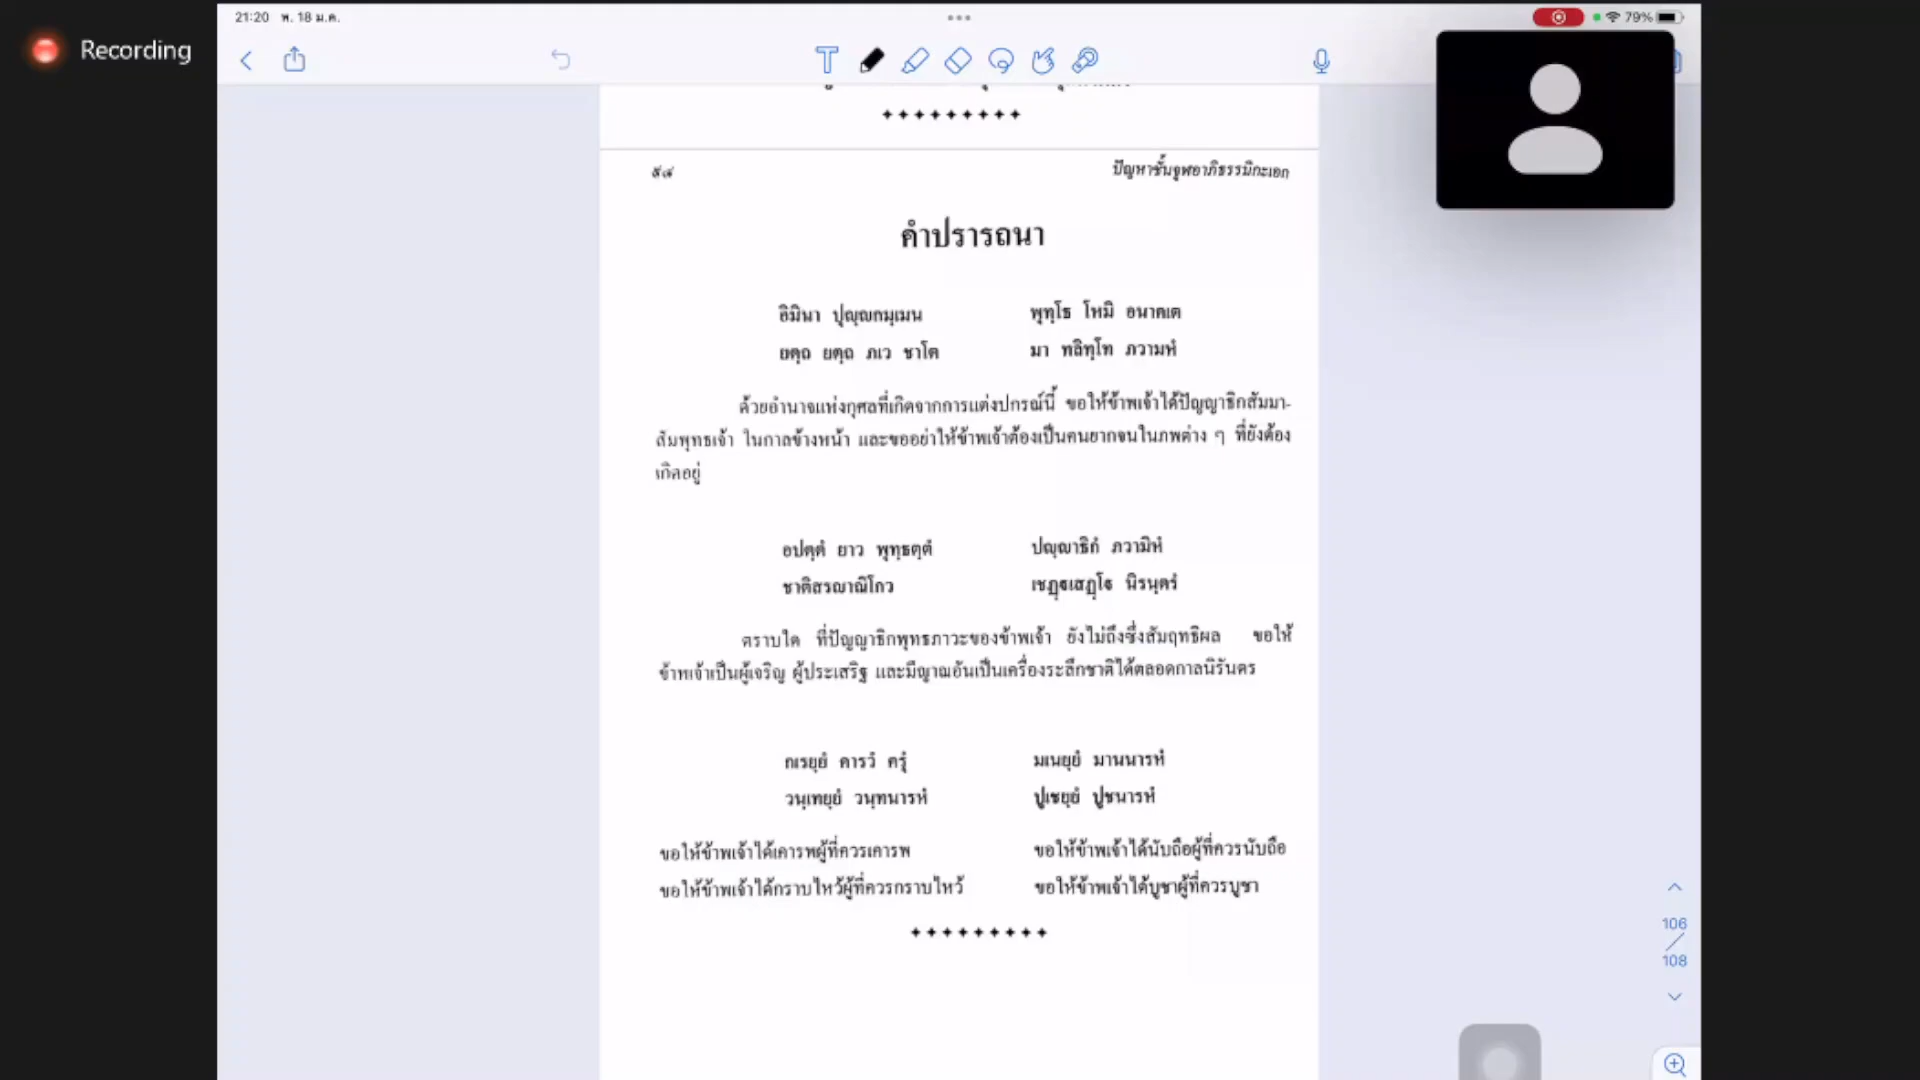 21:20 พ. 18 ม.ค.
79%
Recording
๕๘
ปัญหาชั้นจูฬอาภิธรรมิกะเอก
คำปรารถนา
อิมินา ปุญฺญกมฺเมน พุทฺโธ โหมิ อนาคเต
ยตฺถ ยตฺถ ภเว ชาโต มา ทลิทฺโท ภวามหํ
ด้วยอำนาจแห่งกุศลที่เกิดจากการแต่งปกรณ์นี้ ขอให้ข้าพเจ้าได้ปัญญาธิกสัมมา-
สัมพุทธเจ้า ในกาลข้างหน้า และขออย่าให้ข้าพเจ้าต้องเป็นคนยากจนในภพต่าง ๆ ที่ยังต้อง
เกิดอยู่
อปตฺตํ ยาว พุทฺธตฺตํ ปญฺญาธิกํ ภวามิหํ
ชาติสรญาณิโกว เชฏฺฐเสฏฺโฐ นิรนฺตรํ
ตราบใด ที่ปัญญาธิกพุทธภาวะของข้าพเจ้า ยังไม่ถึงซึ่งสัมฤทธิผล ขอให้
ข้าพเจ้าเป็นผู้เจริญ ผู้ประเสริฐ และมีญาณอันเป็นเครื่องระลึกชาติได้ตลอดกาลนิรันดร
กเรยฺยํ คารวํ ครุํ มเนยฺยํ มานนารหํ
วนฺเทยฺยํ วนฺทนารหํ ปูเชยฺยํ ปูชนารหํ
ขอให้ข้าพเจ้าได้เคารพผู้ที่ควรเคารพ ขอให้ข้าพเจ้าได้นับถือผู้ที่ควรนับถือ
ขอให้ข้าพเจ้าได้กราบไหว้ผู้ที่ควรกราบไหว้ ขอให้ข้าพเจ้าได้บูชาผู้ที่ควรบูชา
106
108